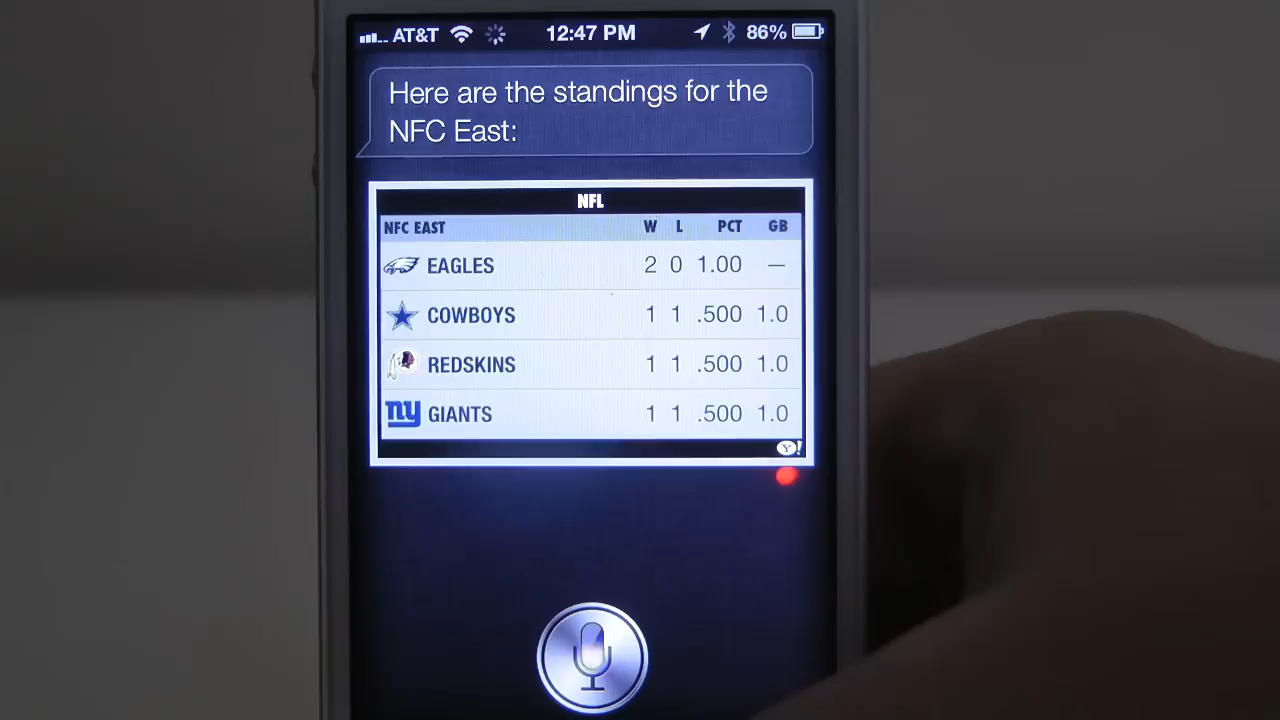 AT&T 12:47 PM 86%
Here are the standings for the
NFC East:
NFL
NFC EAST W L PCT GB
EAGLES 2 0 1.00 —
COWBOYS 1 1 .500 1.0
REDSKINS 1 1 .500 1.0
ny GIANTS 1 1 .500 1.0
Y!